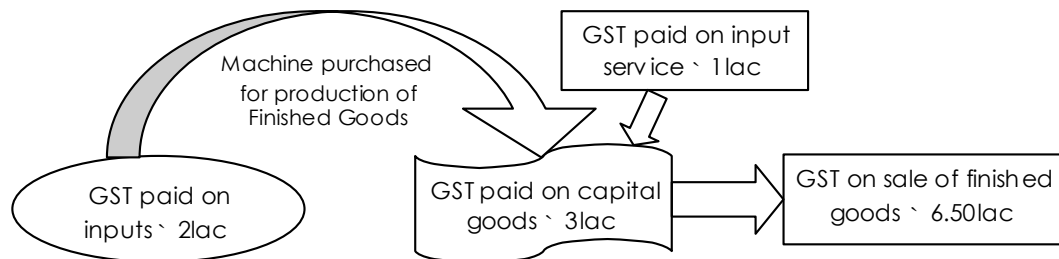 Machine purchased
for production of
Finished Goods
GST paid on input
service ` 1lac
GST paid on
inputs ` 2lac
GST paid on capital
goods ` 3lac
GST on sale of finished
goods ` 6.50lac